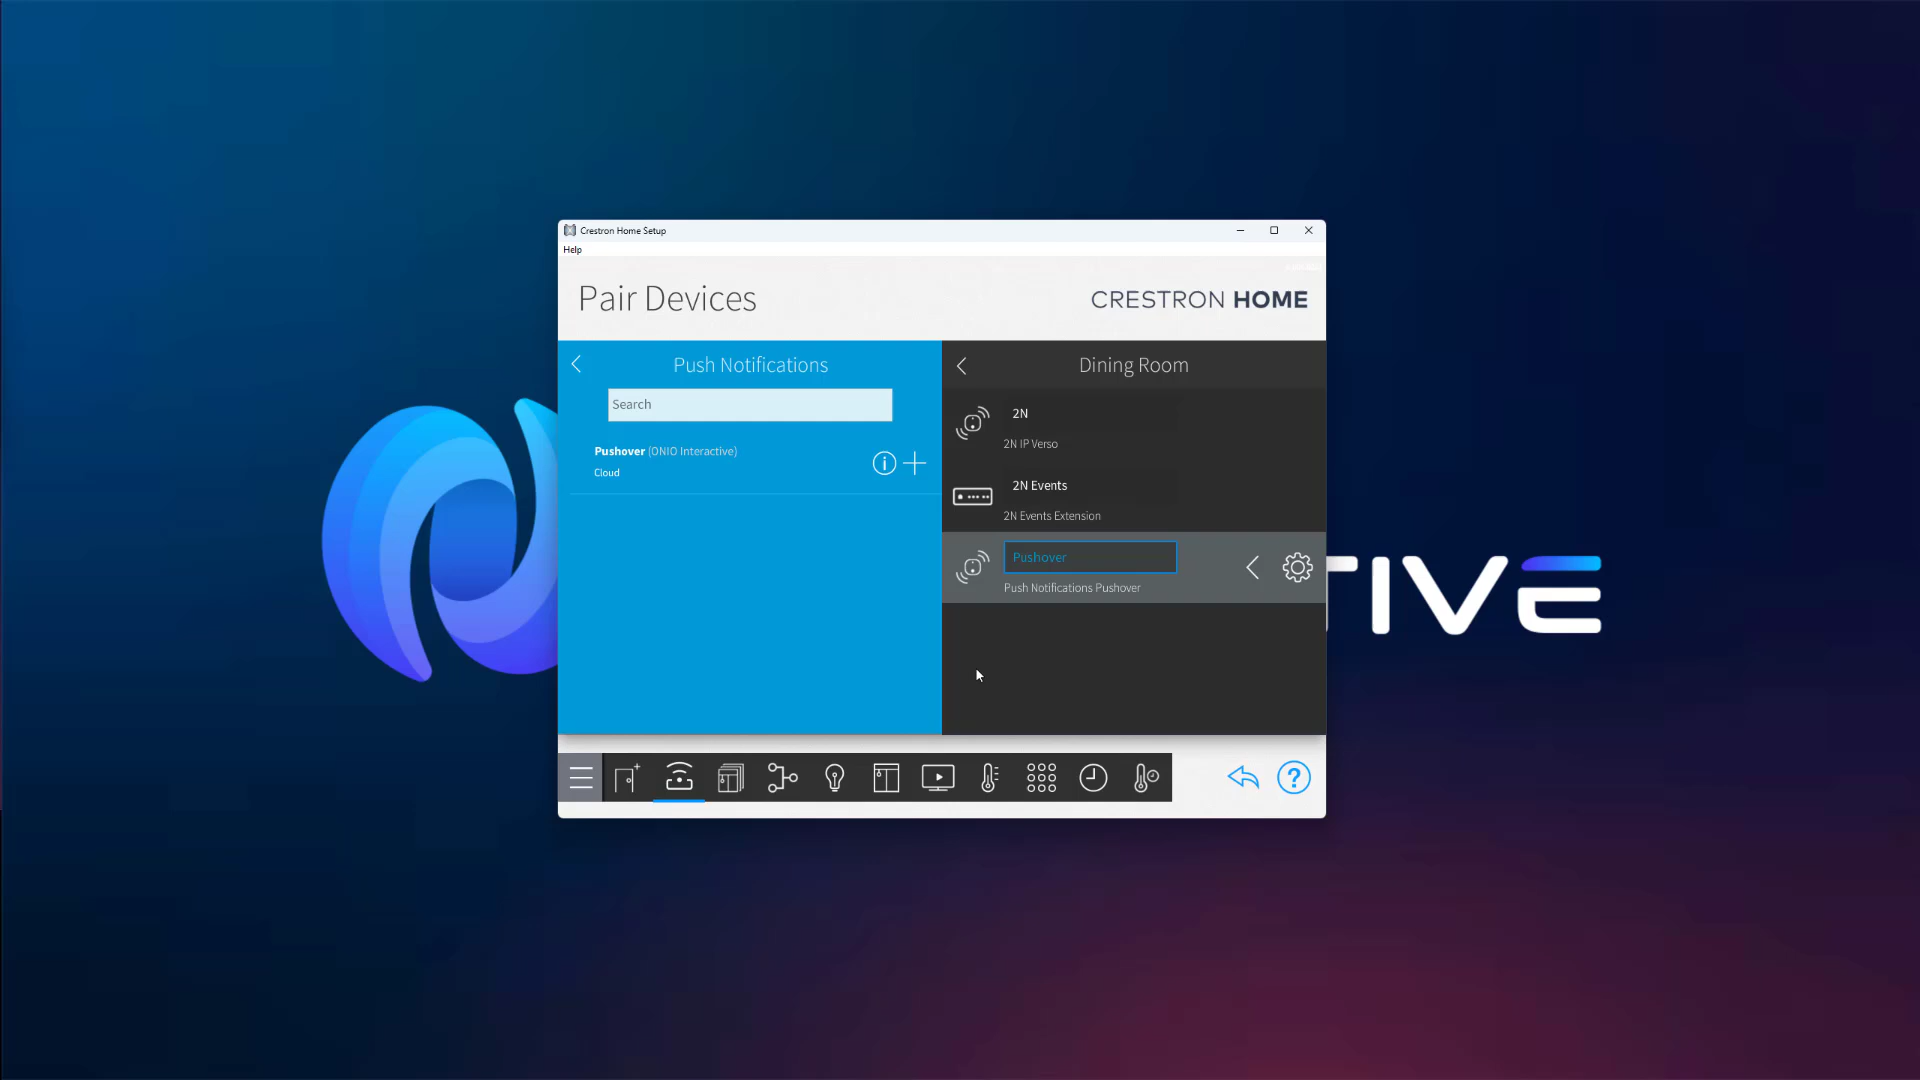 Crestron Home Setup
Help
Pair Devices
CRESTRON HOME
Push Notifications
Search
Pushover (ONIO Interactive)
Cloud
Dining Room
2N
2N IP Verso
2N Events
2N Events Extension
Pushover
Push Notifications Pushover
TIVE